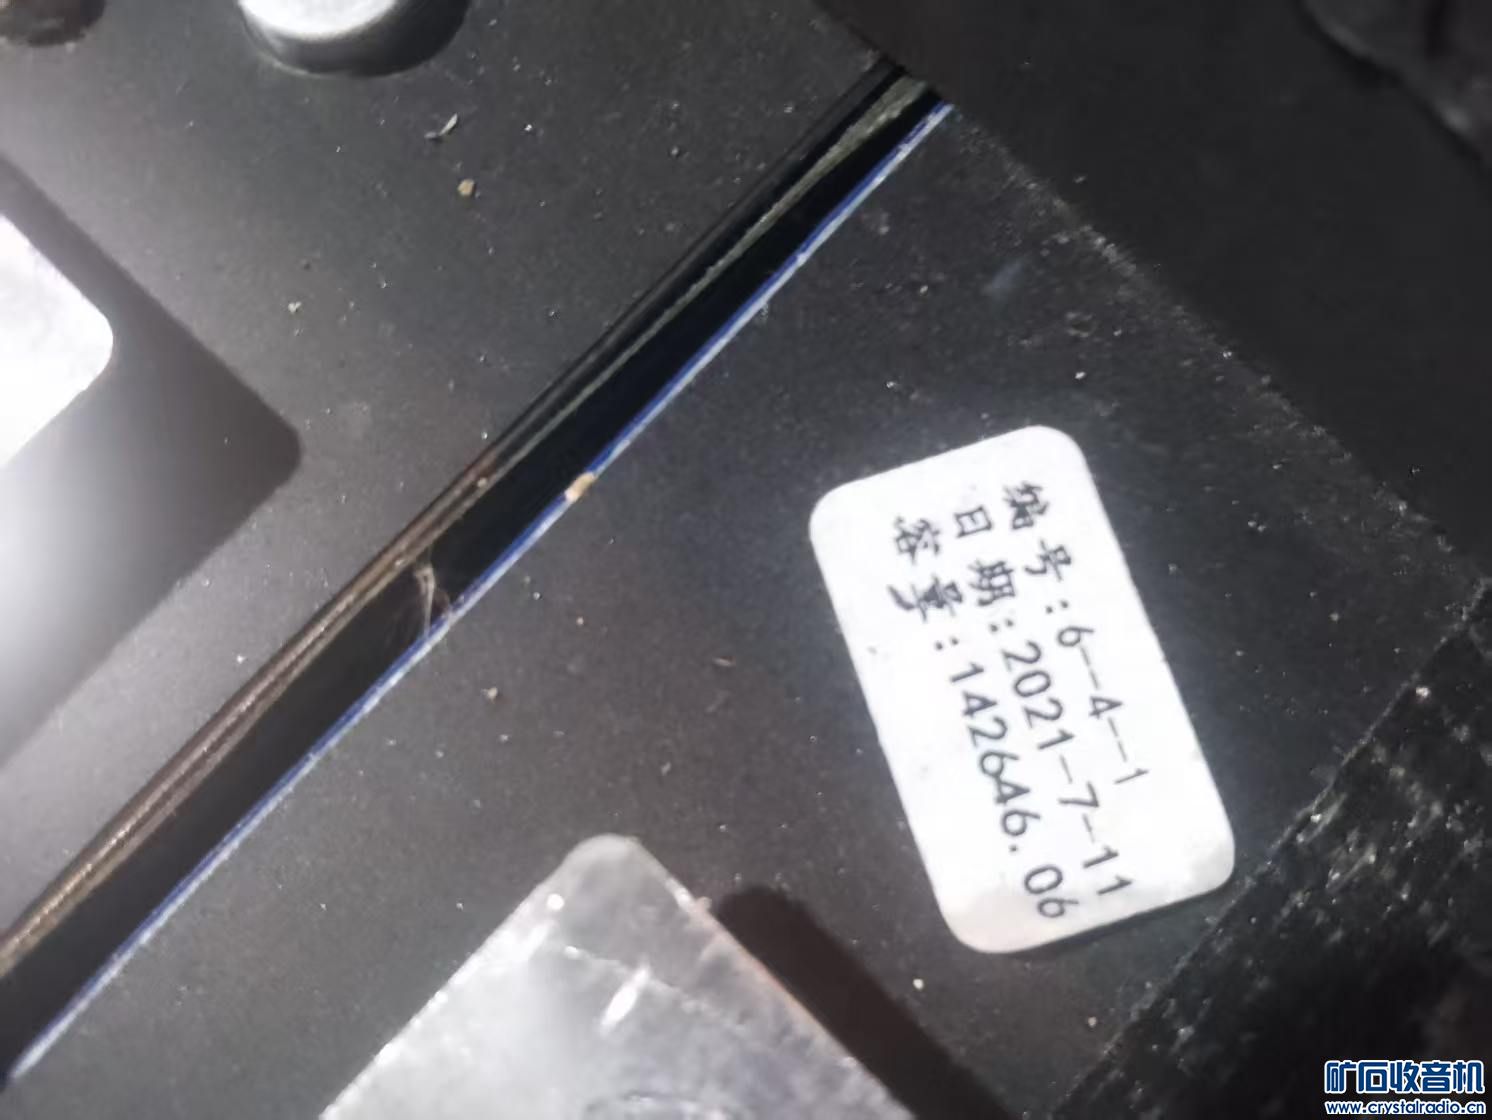 编号:6-4--1
日期:2021-7-11
容量:142646.06
矿石收音机
www.crystalradio.cn